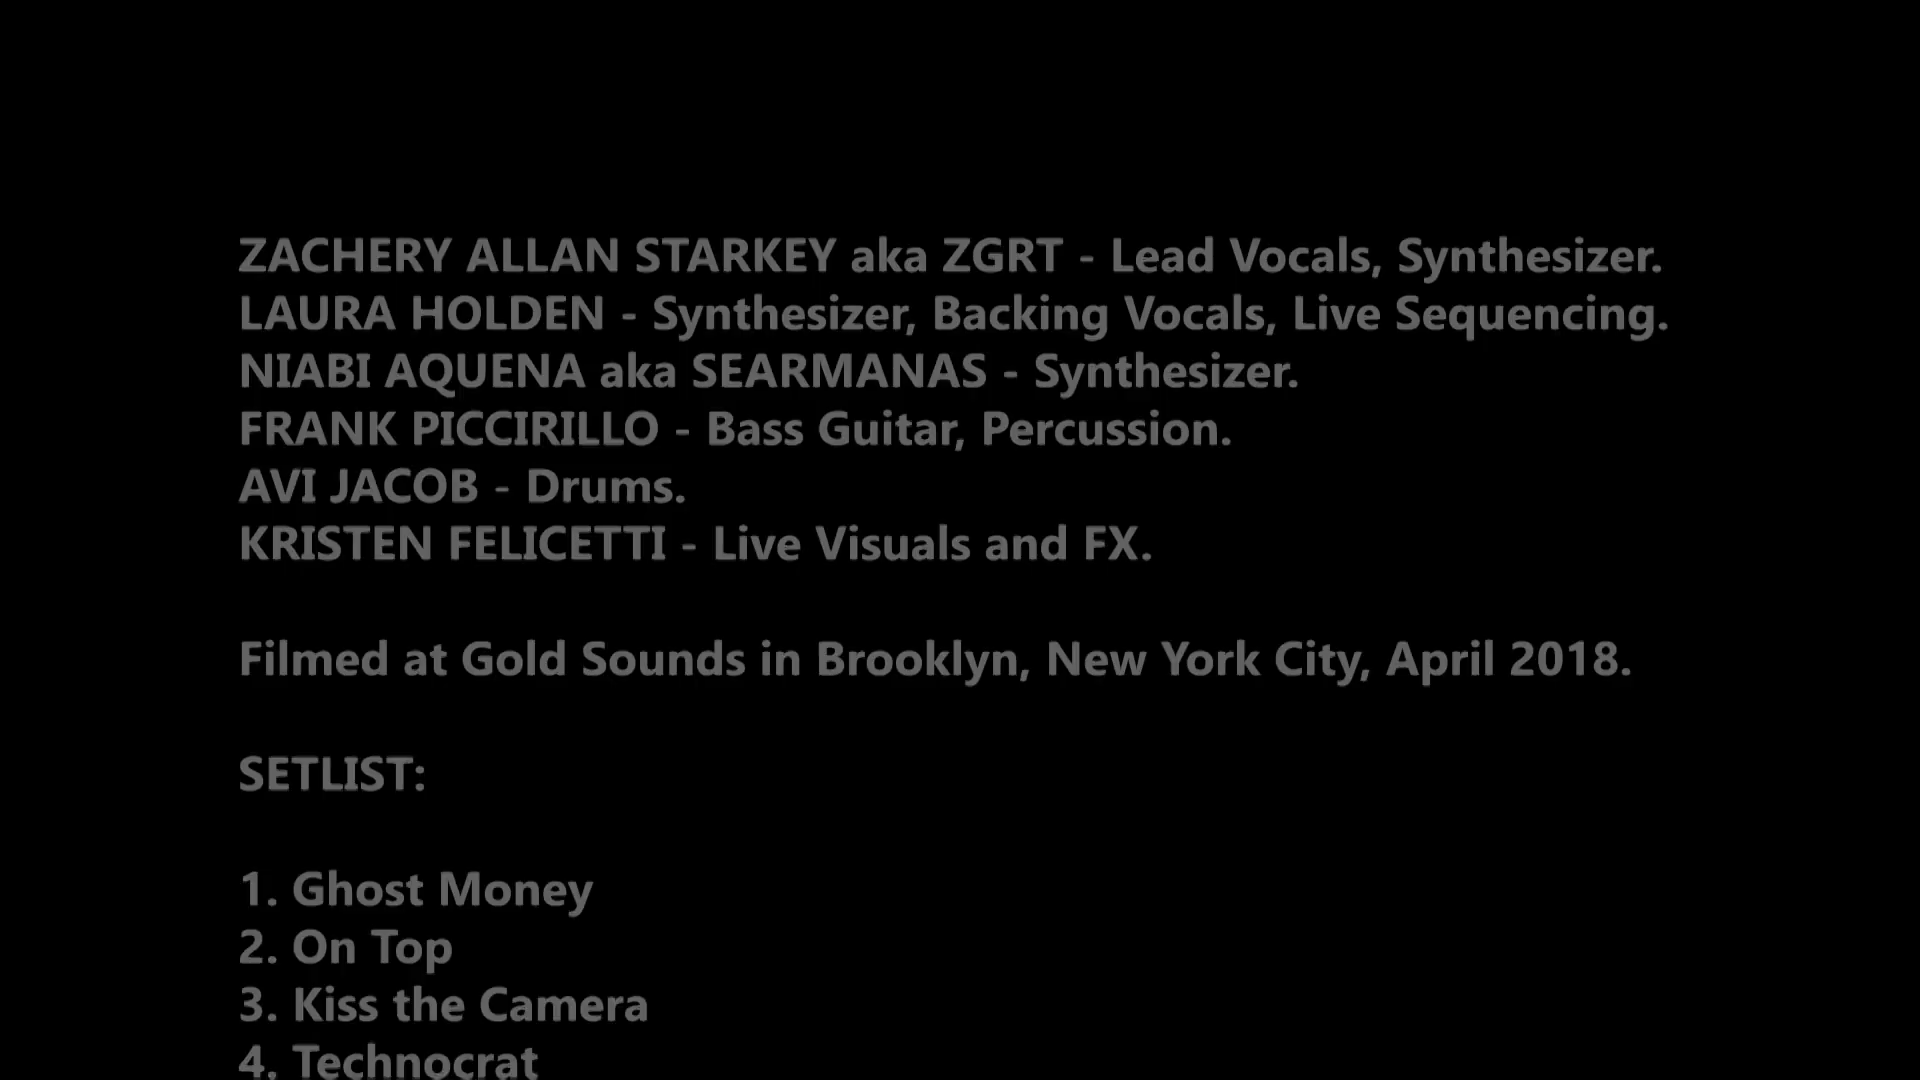 ZACHERY ALLAN STARKEY aka ZGRT - Lead Vocals, Synthesizer.
LAURA HOLDEN - Synthesizer, Backing Vocals, Live Sequencing.
NIABI AQUENA aka SEARMANAS - Synthesizer.
FRANK PICCIRILLO - Bass Guitar, Percussion.
AVI JACOB - Drums.
KRISTEN FELICETTI - Live Visuals and FX.
Filmed at Gold Sounds in Brooklyn, New York City, April 2018.
SETLIST:
1. Ghost Money
2. On Top
3. Kiss the Camera
4. Technocrat